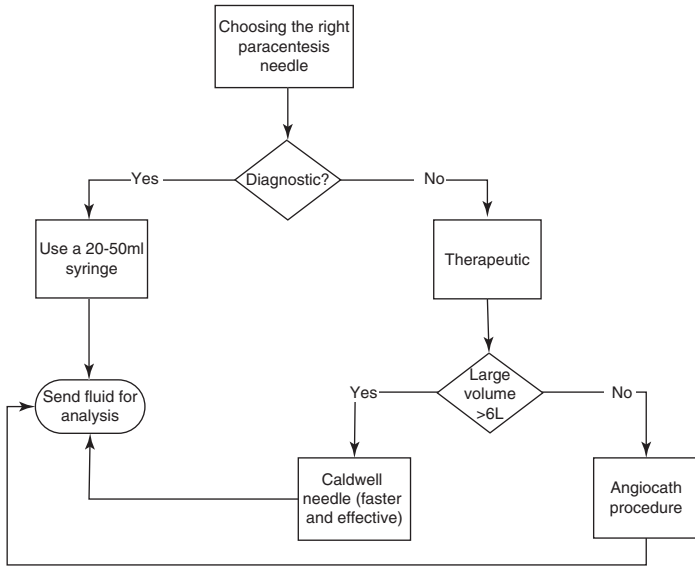 Choosing the right
paracentesis
needle
Diagnostic?
Yes
No
Use a 20-50ml
syringe
Therapeutic
Send fluid for
analysis
Large
volume
>6L
Yes
No
Caldwell
needle (faster
and effective)
Angiocath
procedure